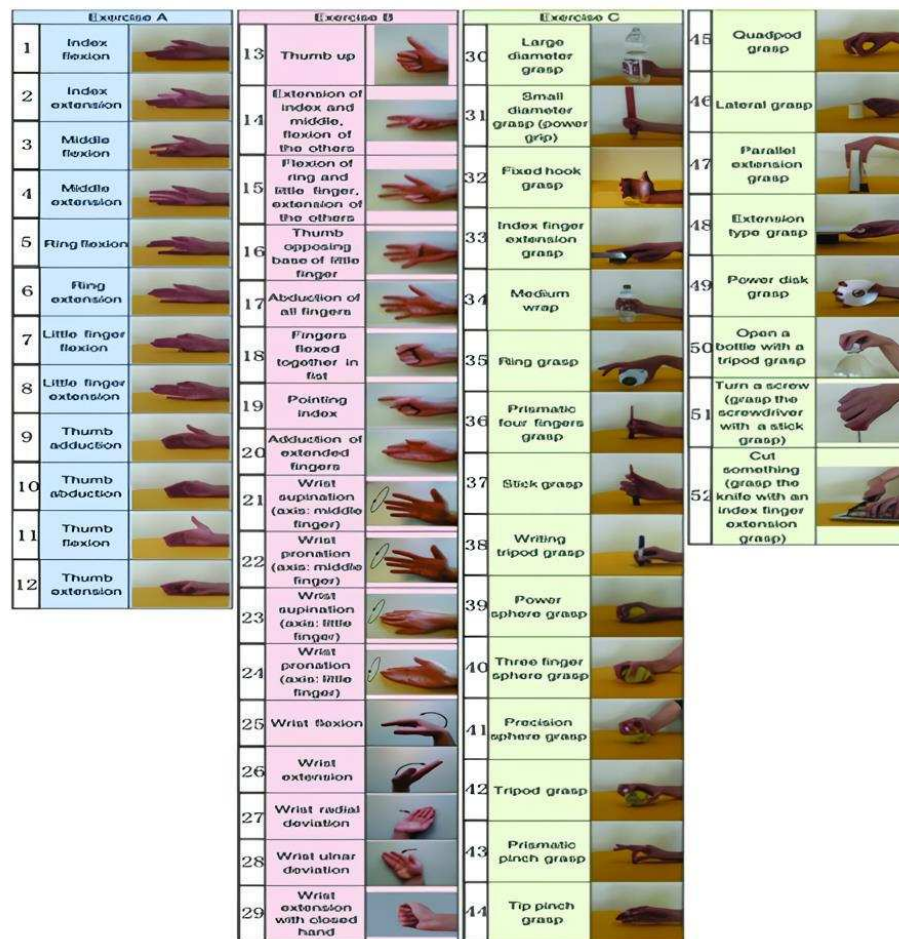 Exercise A
1
Index
flexion
2
Index
extension
3
Middle
flexion
4
Middle
extension
5
Ring flexion
6
Ring
extension
7
Little finger
flexion
8
Little finger
extension
9
Thumb
adduction
10
Thumb
abduction
11
Thumb
flexion
12
Thumb
extension
Exercise B
13
Thumb up
14
Extension of
index and
middle,
flexion of
the others
15
Flexion of
ring and
little finger,
extension of
the others
16
Thumb
opposing
base of little
finger
17
Abduction of
all fingers
18
Fingers
flexed
together in
fist
19
Pointing
index
20
Adduction of
extended
fingers
21
Wrist
supination
(axis: middle
finger)
22
Wrist
pronation
(axis: middle
finger)
23
Wrist
supination
(axis: little
finger)
24
Wrist
pronation
(axis: little
finger)
25
Wrist flexion
26
Wrist
extension
27
Wrist radial
deviation
28
Wrist ulnar
deviation
29
Wrist
extension
with closed
hand
Exercise C
30
Large
diameter
grasp
31
Small
diameter
grasp (power
grip)
32
Fixed hook
grasp
33
Index finger
extension
grasp
34
Medium
wrap
35
Ring grasp
36
Prismatic
four fingers
grasp
37
Stick grasp
38
Writing
tripod grasp
39
Power
sphere grasp
40
Three finger
sphere grasp
41
Precision
sphere grasp
42
Tripod grasp
43
Prismatic
pinch grasp
44
Tip pinch
grasp
45
Quadpod
grasp
46
Lateral grasp
47
Parallel
extension
grasp
48
Extension
type grasp
49
Power disk
grasp
50
Open a
bottle with a
tripod grasp
51
Turn a screw
(grasp the
screwdriver
with a stick
grasp)
52
Cut
something
(grasp the
knife with an
index finger
extension
grasp)